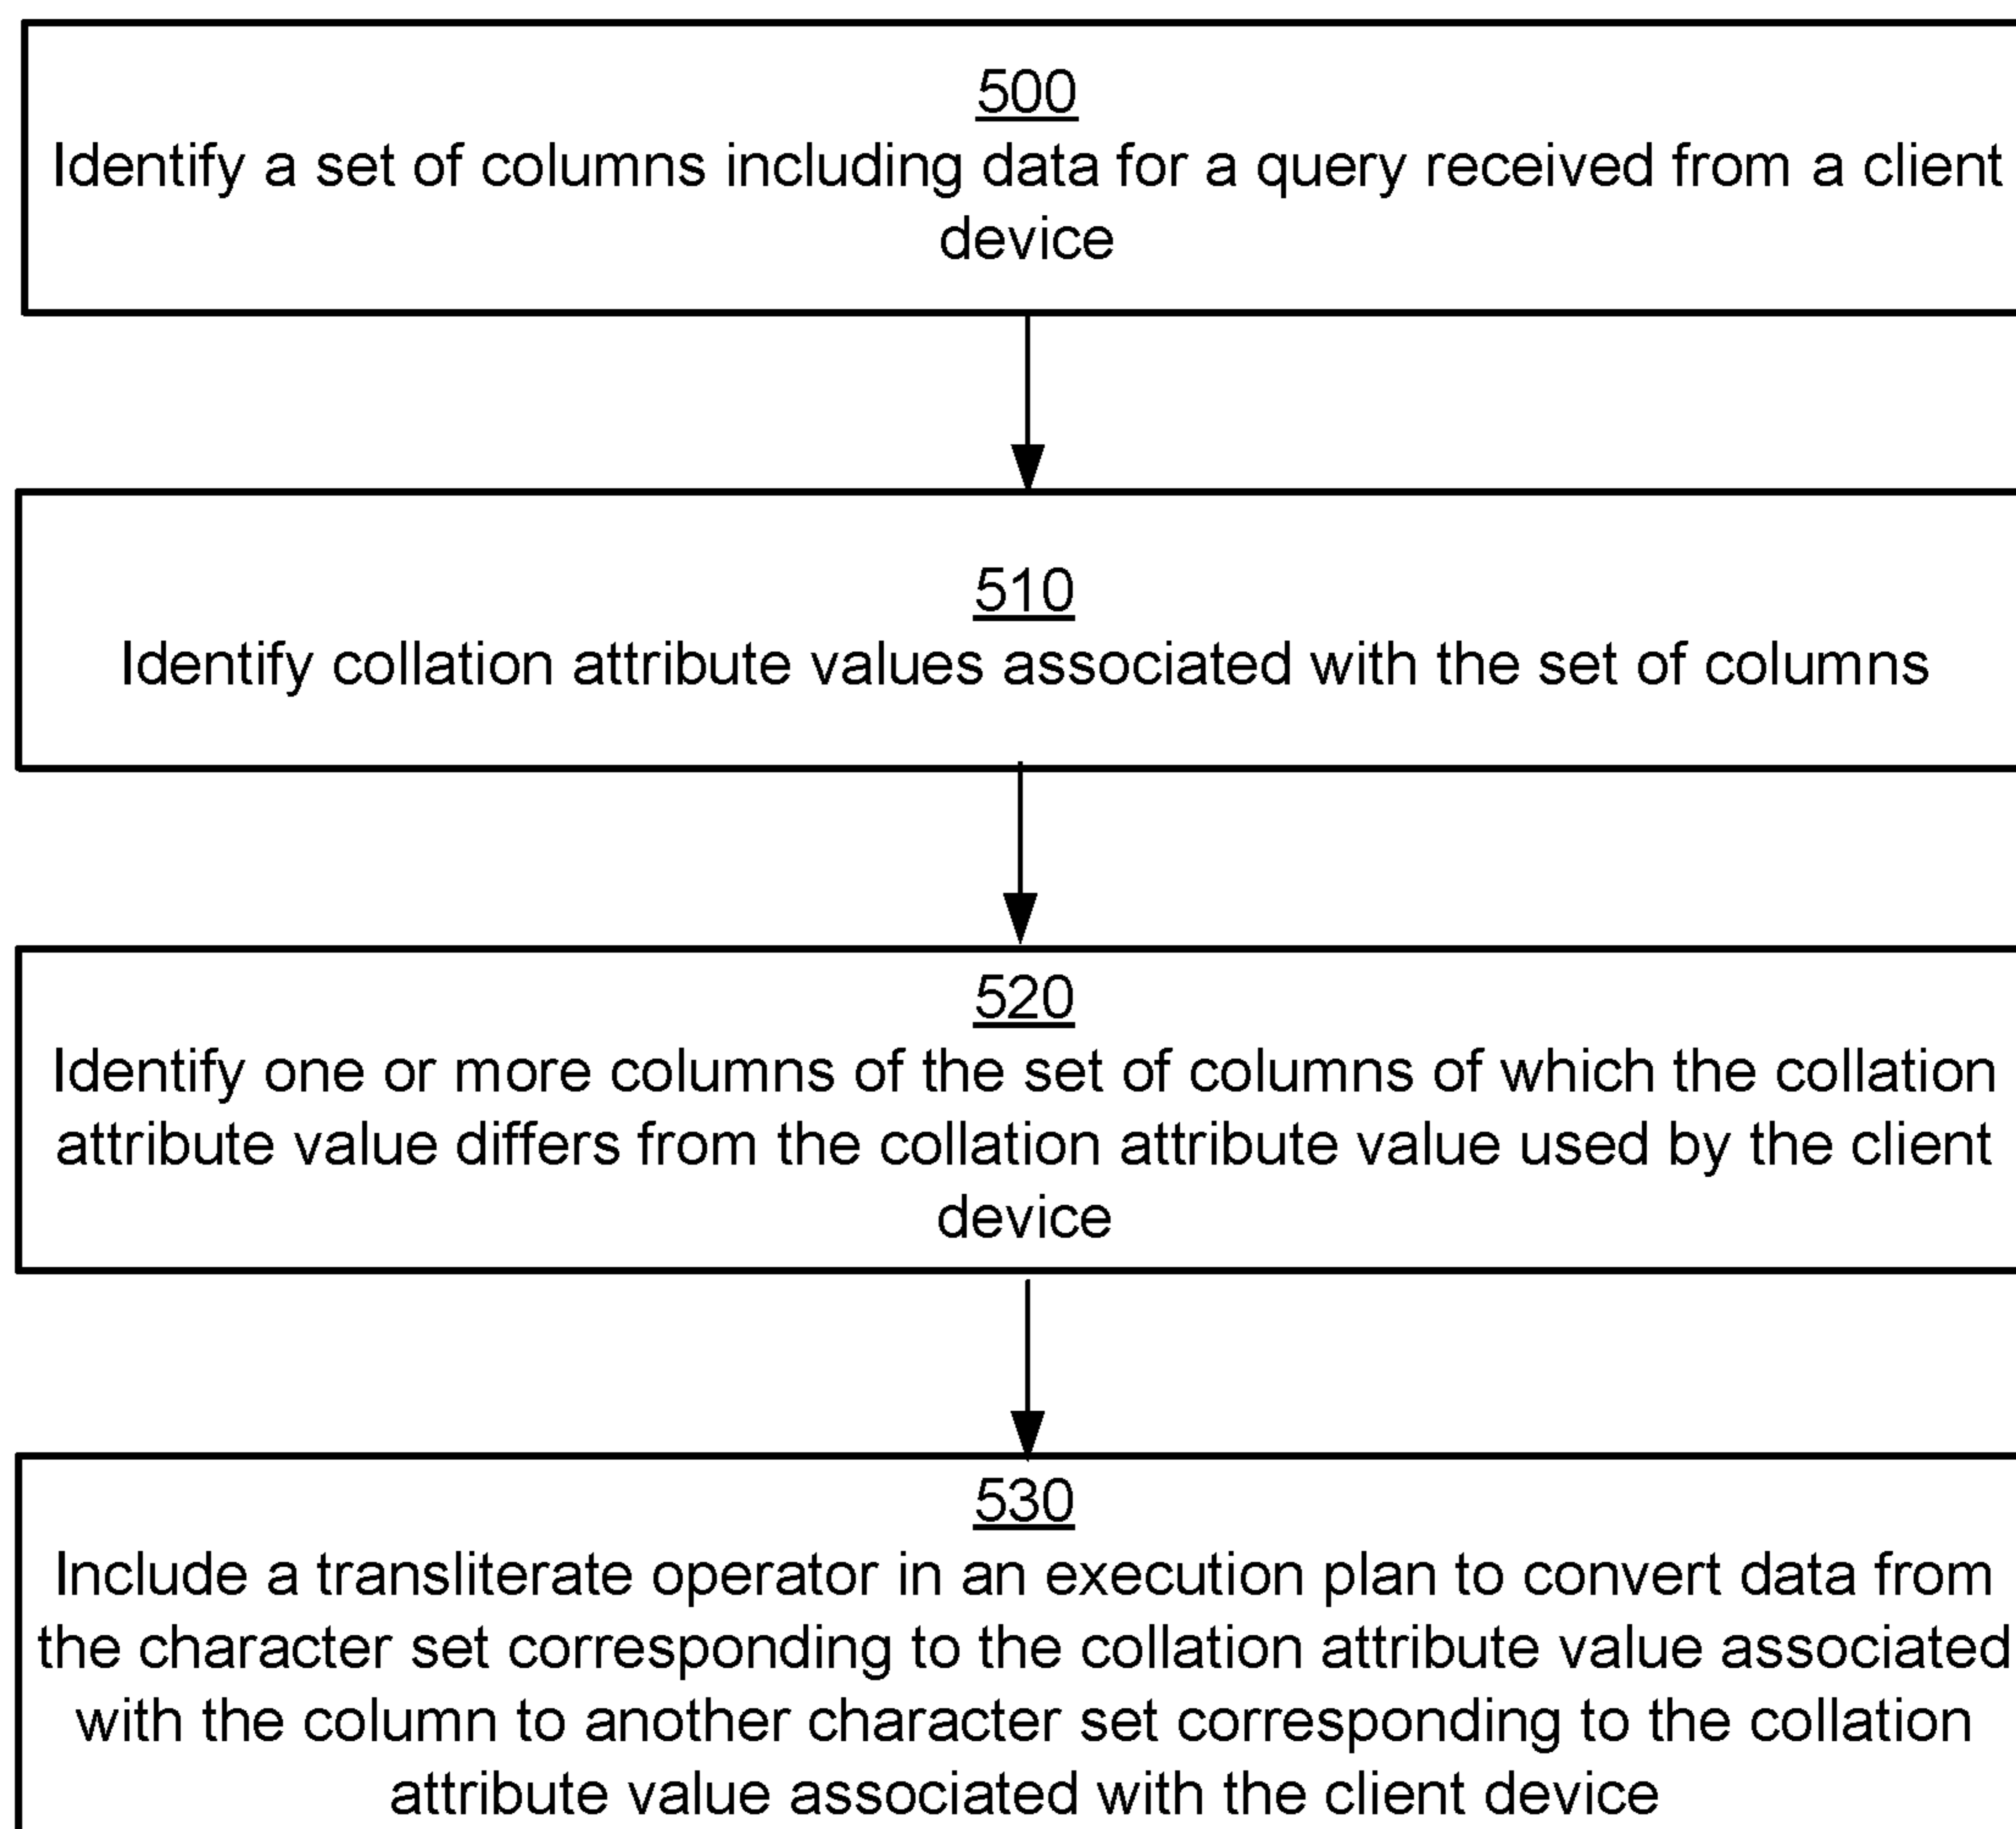 500
Identify a set of columns including data for a query received from a client
device
510
Identify collation attribute values associated with the set of columns
520
Identify one or more columns of the set of columns of which the collation
attribute value differs from the collation attribute value used by the client
device
530
Include a transliterate operator in an execution plan to convert data from
the character set corresponding to the collation attribute value associated
with the column to another character set corresponding to the collation
attribute value associated with the client device